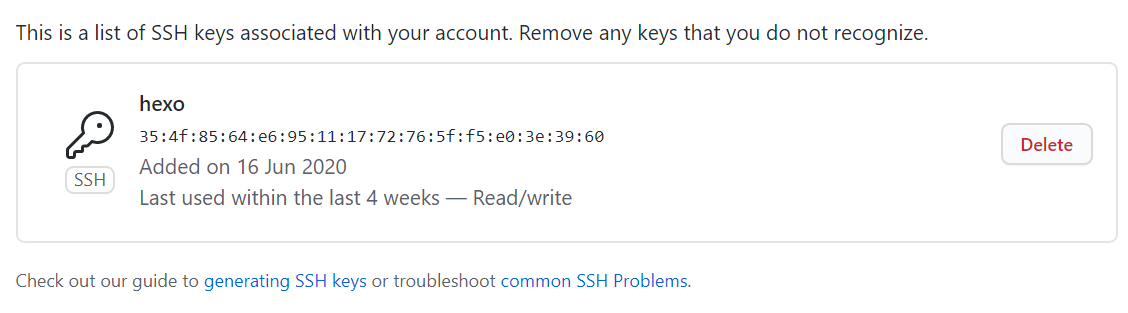 This is a list of SSH keys associated with your account. Remove any keys that you do not recognize.
hexo
35:4f:85:64:e6:95:11:17:72:76:5f:f5:e0:3e:39:60
Added on 16 Jun 2020
Last used within the last 4 weeks — Read/write
SSH
Delete
Check out our guide to generating SSH keys or troubleshoot common SSH Problems.